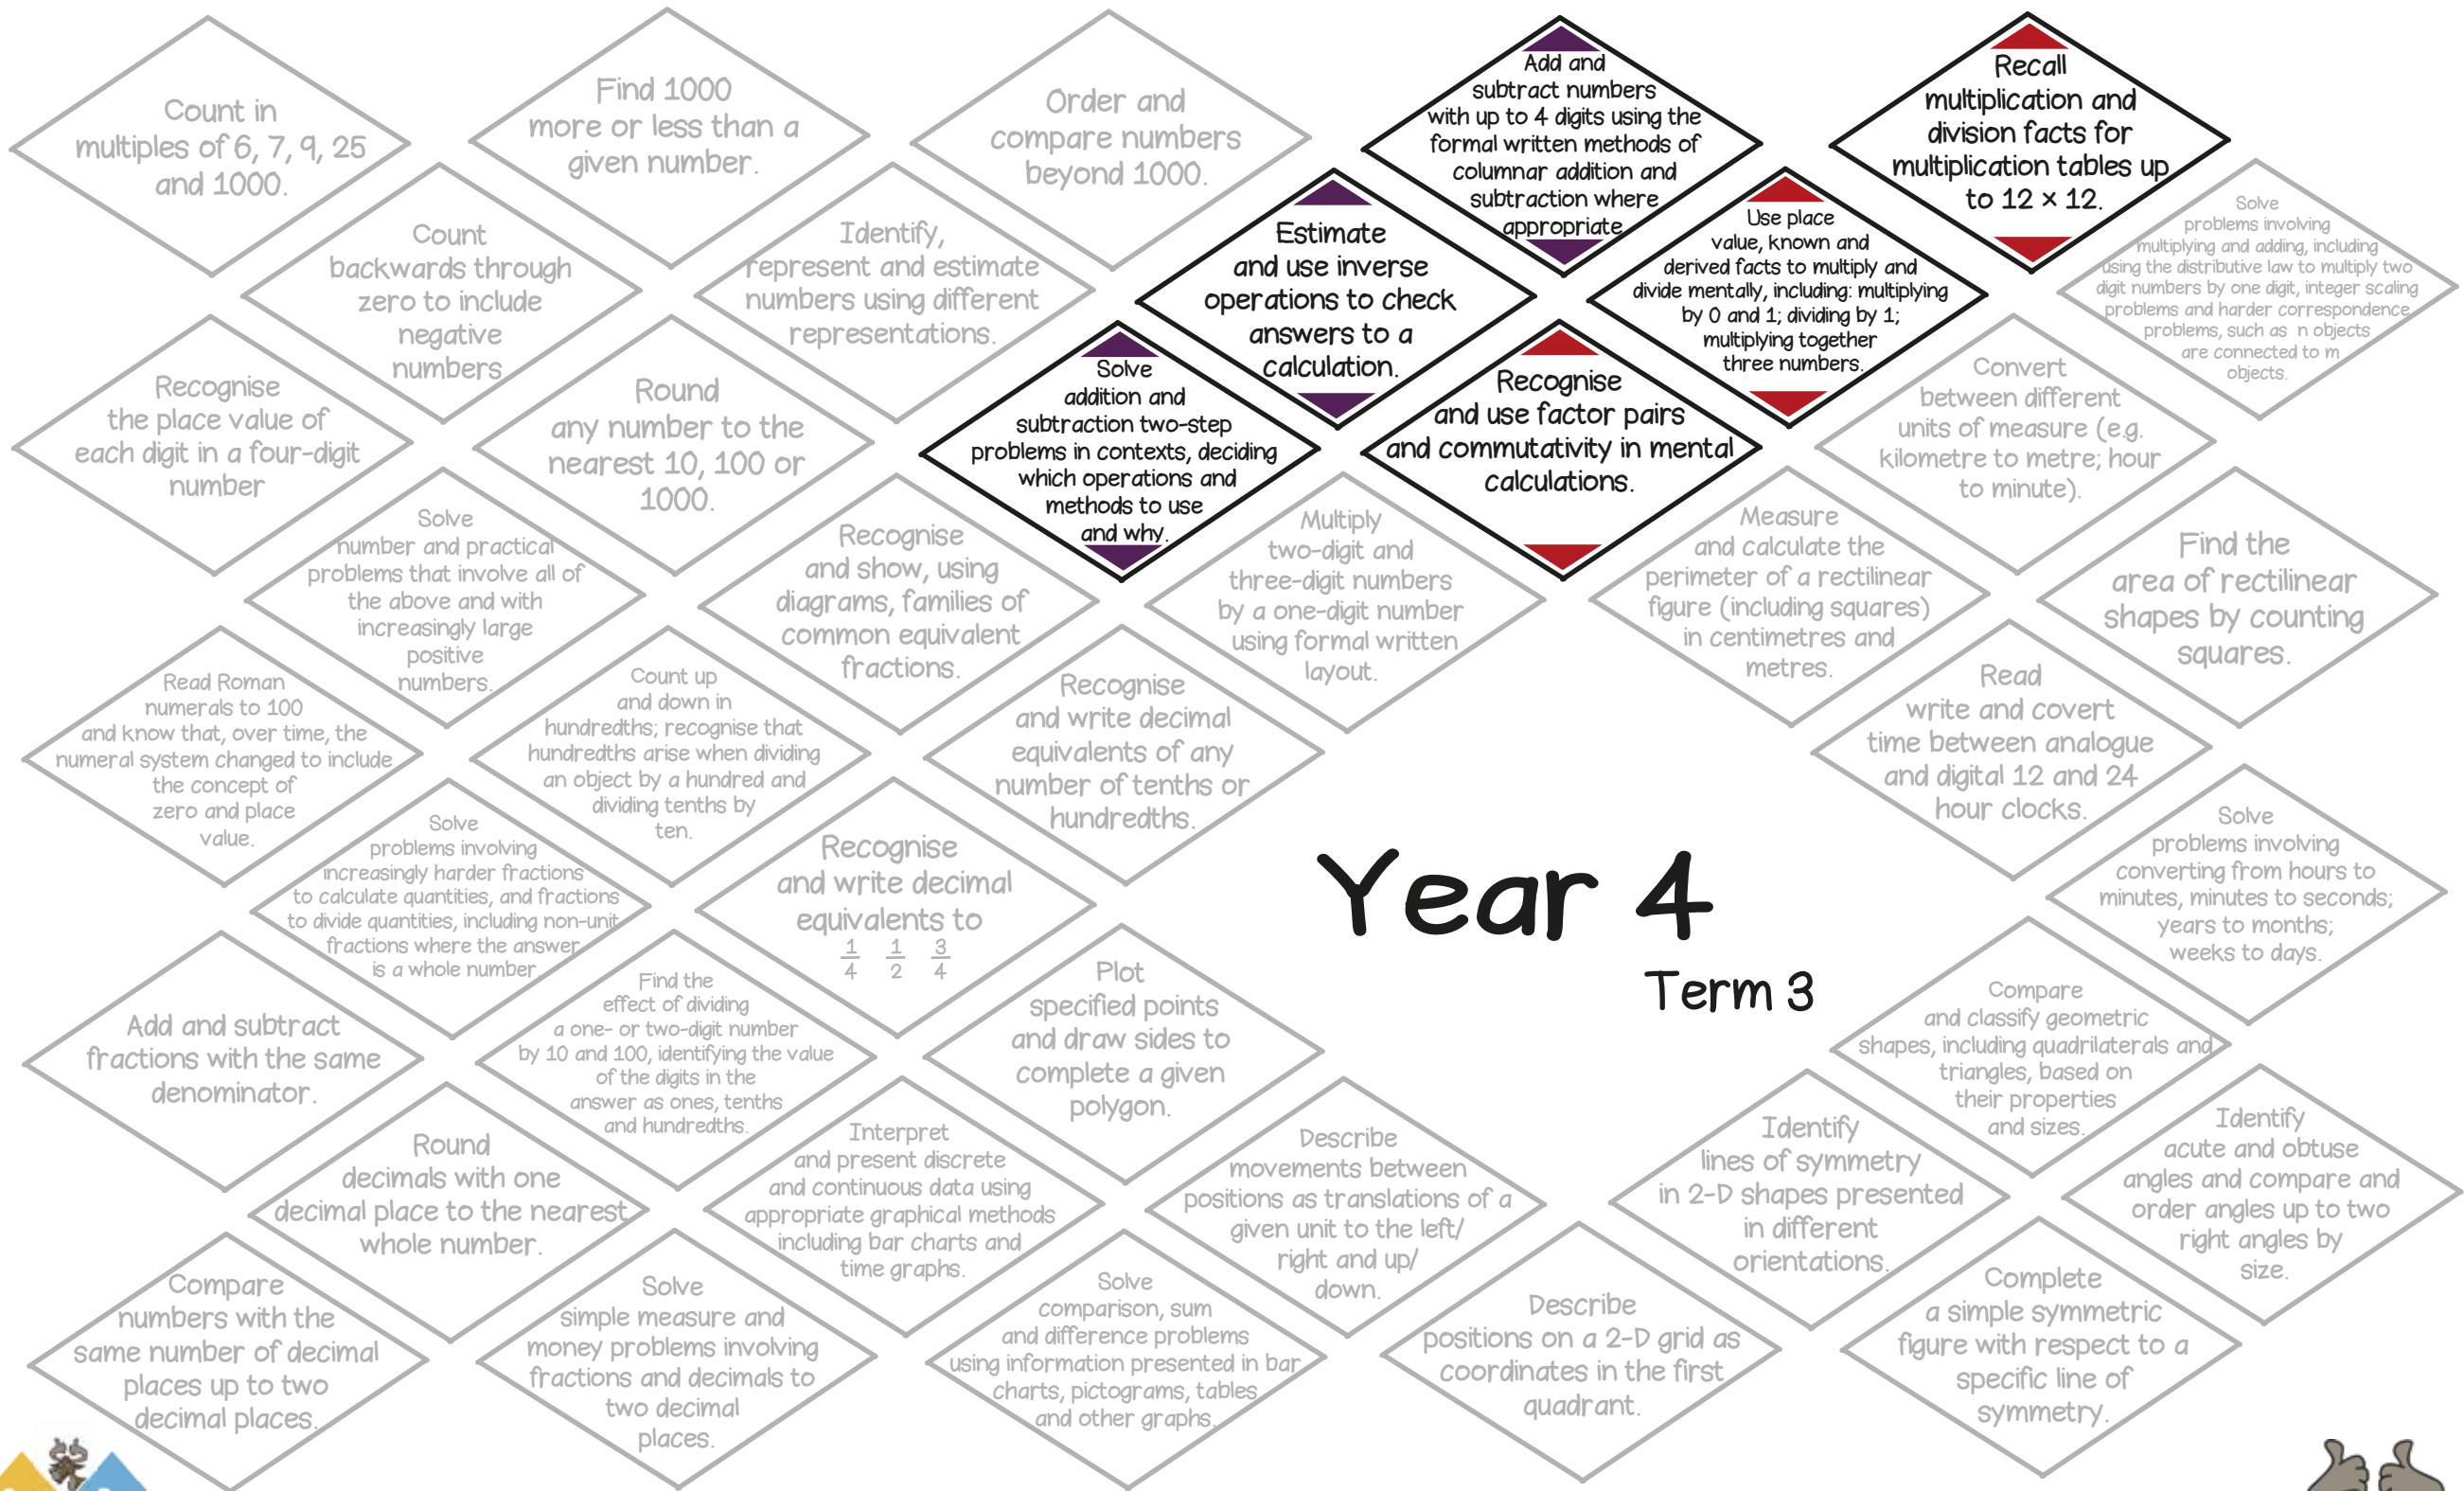 Count in
multiples of 6, 7, 9, 25
and 1000.
Find 1000
more or less than a
given number.
Order and
compare numbers
beyond 1000.
Add and
subtract numbers
with up to 4 digits using the
formal written methods of
columnar addition and
subtraction where
appropriate
Recall
multiplication and
division facts for
multiplication tables up
to 12 × 12.
Count
backwards through
zero to include
negative
numbers
Identify,
represent and estimate
numbers using different
representations.
Estimate
and use inverse
operations to check
answers to a
calculation.
Use place
value, known and
derived facts to multiply and
divide mentally, including: multiplying
by 0 and 1; dividing by 1;
multiplying together
three numbers.
Solve
problems involving
multiplying and adding, including
using the distributive law to multiply two
digit numbers by one digit, integer scaling
problems and harder correspondence
problems, such as n objects
are connected to m
objects.
Recognise
the place value of
each digit in a four-digit
number
Round
any number to the
nearest 10, 100 or
1000.
Solve
addition and
subtraction two-step
problems in contexts, deciding
which operations and
methods to use
and why.
Recognise
and use factor pairs
and commutativity in mental
calculations.
Convert
between different
units of measure (e.g.
kilometre to metre; hour
to minute).
Solve
number and practical
problems that involve all of
the above and with
increasingly large
positive
numbers.
Recognise
and show, using
diagrams, families of
common equivalent
fractions.
Multiply
two-digit and
three-digit numbers
by a one-digit number
using formal written
layout.
Measure
and calculate the
perimeter of a rectilinear
figure (including squares)
in centimetres and
metres.
Find the
area of rectilinear
shapes by counting
squares.
Read Roman
numerals to 100
and know that, over time, the
numeral system changed to include
the concept of
zero and place
value.
Count up
and down in
hundredths; recognise that
hundredths arise when dividing
an object by a hundred and
dividing tenths by
ten.
Recognise
and write decimal
equivalents of any
number of tenths or
hundredths.
Read
write and covert
time between analogue
and digital 12 and 24
hour clocks.
Solve
problems involving
increasingly harder fractions
to calculate quantities, and fractions
to divide quantities, including non-unit
fractions where the answer
is a whole number.
Recognise
and write decimal
equivalents to
1/4 1/2 3/4
Year 4
Term 3
Solve
problems involving
converting from hours to
minutes, minutes to seconds;
years to months;
weeks to days.
Add and subtract
fractions with the same
denominator.
Find the
effect of dividing
a one- or two-digit number
by 10 and 100, identifying the value
of the digits in the
answer as ones, tenths
and hundredths.
Plot
specified points
and draw sides to
complete a given
polygon.
Compare
and classify geometric
shapes, including quadrilaterals and
triangles, based on
their properties
and sizes.
Round
decimals with one
decimal place to the nearest
whole number.
Interpret
and present discrete
and continuous data using
appropriate graphical methods
including bar charts and
time graphs.
Describe
movements between
positions as translations of a
given unit to the left/
right and up/
down.
Identify
lines of symmetry
in 2-D shapes presented
in different
orientations.
Identify
acute and obtuse
angles and compare and
order angles up to two
right angles by
size.
Compare
numbers with the
same number of decimal
places up to two
decimal places.
Solve
simple measure and
money problems involving
fractions and decimals to
two decimal
places.
Solve
comparison, sum
and difference problems
using information presented in bar
charts, pictograms, tables
and other graphs.
Describe
positions on a 2-D grid as
coordinates in the first
quadrant.
Complete
a simple symmetric
figure with respect to a
specific line of
symmetry.